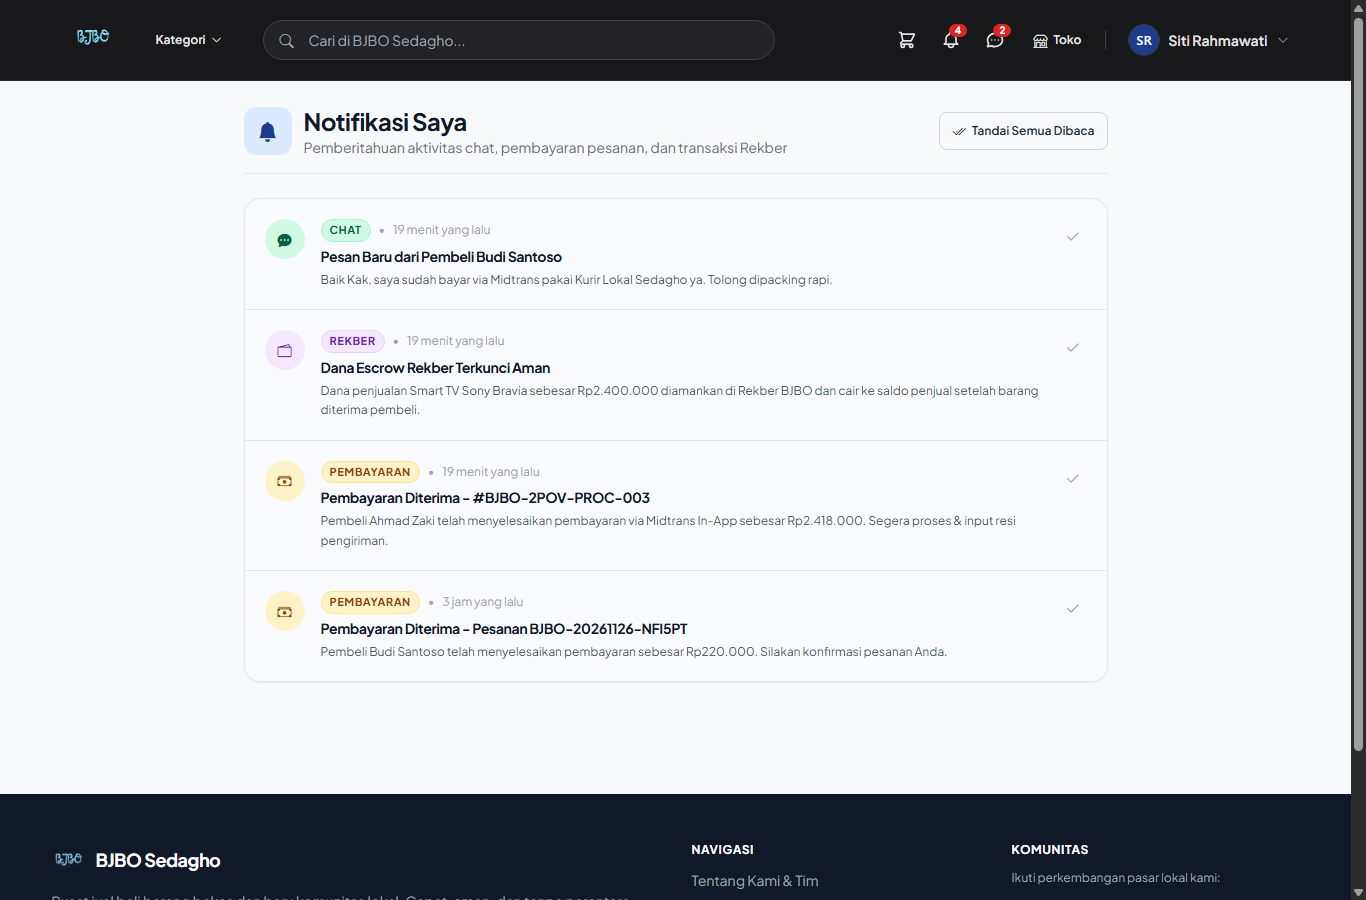 BJBO
Kategori
Cari di BJBO Sedagho...
4
2
Toko
SR
Siti Rahmawati
Notifikasi Saya
Pemberitahuan aktivitas chat, pembayaran pesanan, dan transaksi Rekber
Tandai Semua Dibaca
CHAT • 19 menit yang lalu
Pesan Baru dari Pembeli Budi Santoso
Baik Kak, saya sudah bayar via Midtrans pakai Kurir Lokal Sedagho ya. Tolong dipacking rapi.
REKBER • 19 menit yang lalu
Dana Escrow Rekber Terkunci Aman
Dana penjualan Smart TV Sony Bravia sebesar Rp2.400.000 diamankan di Rekber BJBO dan cair ke saldo penjual setelah barang
diterima pembeli.
PEMBAYARAN • 19 menit yang lalu
Pembayaran Diterima - #BJBO-2POV-PROC-003
Pembeli Ahmad Zaki telah menyelesaikan pembayaran via Midtrans In-App sebesar Rp2.418.000. Segera proses & input resi
pengiriman.
PEMBAYARAN • 3 jam yang lalu
Pembayaran Diterima - Pesanan BJBO-20261126-NFI5PT
Pembeli Budi Santoso telah menyelesaikan pembayaran sebesar Rp220.000. Silakan konfirmasi pesanan Anda.
BJBO
BJBO Sedagho
NAVIGASI
Tentang Kami & Tim
KOMUNITAS
Ikuti perkembangan pasar lokal kami: